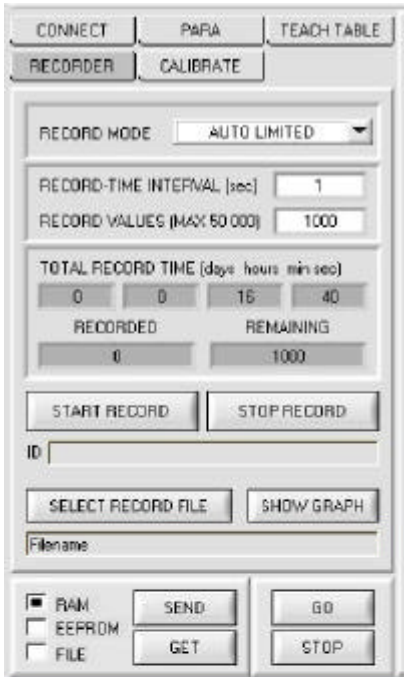 CONNECT PARA TEACH TABLE
RECORDER CALIBRATE
RECORD MODE AUTO LIMITED
RECORD-TIME INTERVAL (sec) 1
RECORD VALUES (MAX 50 000) 1000
TOTAL RECORD TIME (days hours min sec)
0 0 16 40
RECORDED REMAINING
0 1000
START RECORD STOP RECORD
ID
SELECT RECORD FILE SHOW GRAPH
Filename
RAM SEND GO
EEPROM
FILE GET STOP